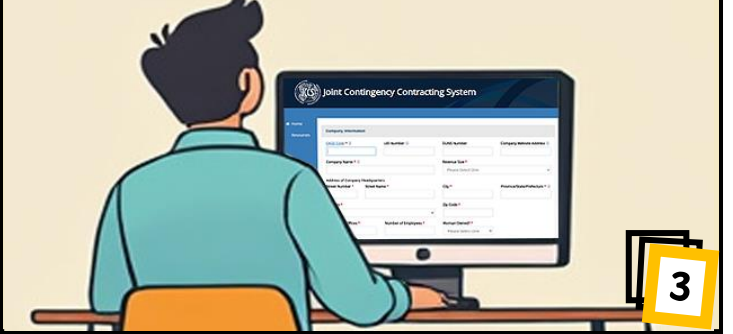 JCCS Joint Contingency Contracting System
Home
Resources
Company Information
CAGE Code * UEI Number DUNS Number Company Website Address
Company Name * Revenue Size *
Please Select One
Address of Company Headquarters
Street Number * Street Name * City * Province/State/Prefecture *
Zip Code *
Number of Employees * Woman Owned? *
Please Select One
3